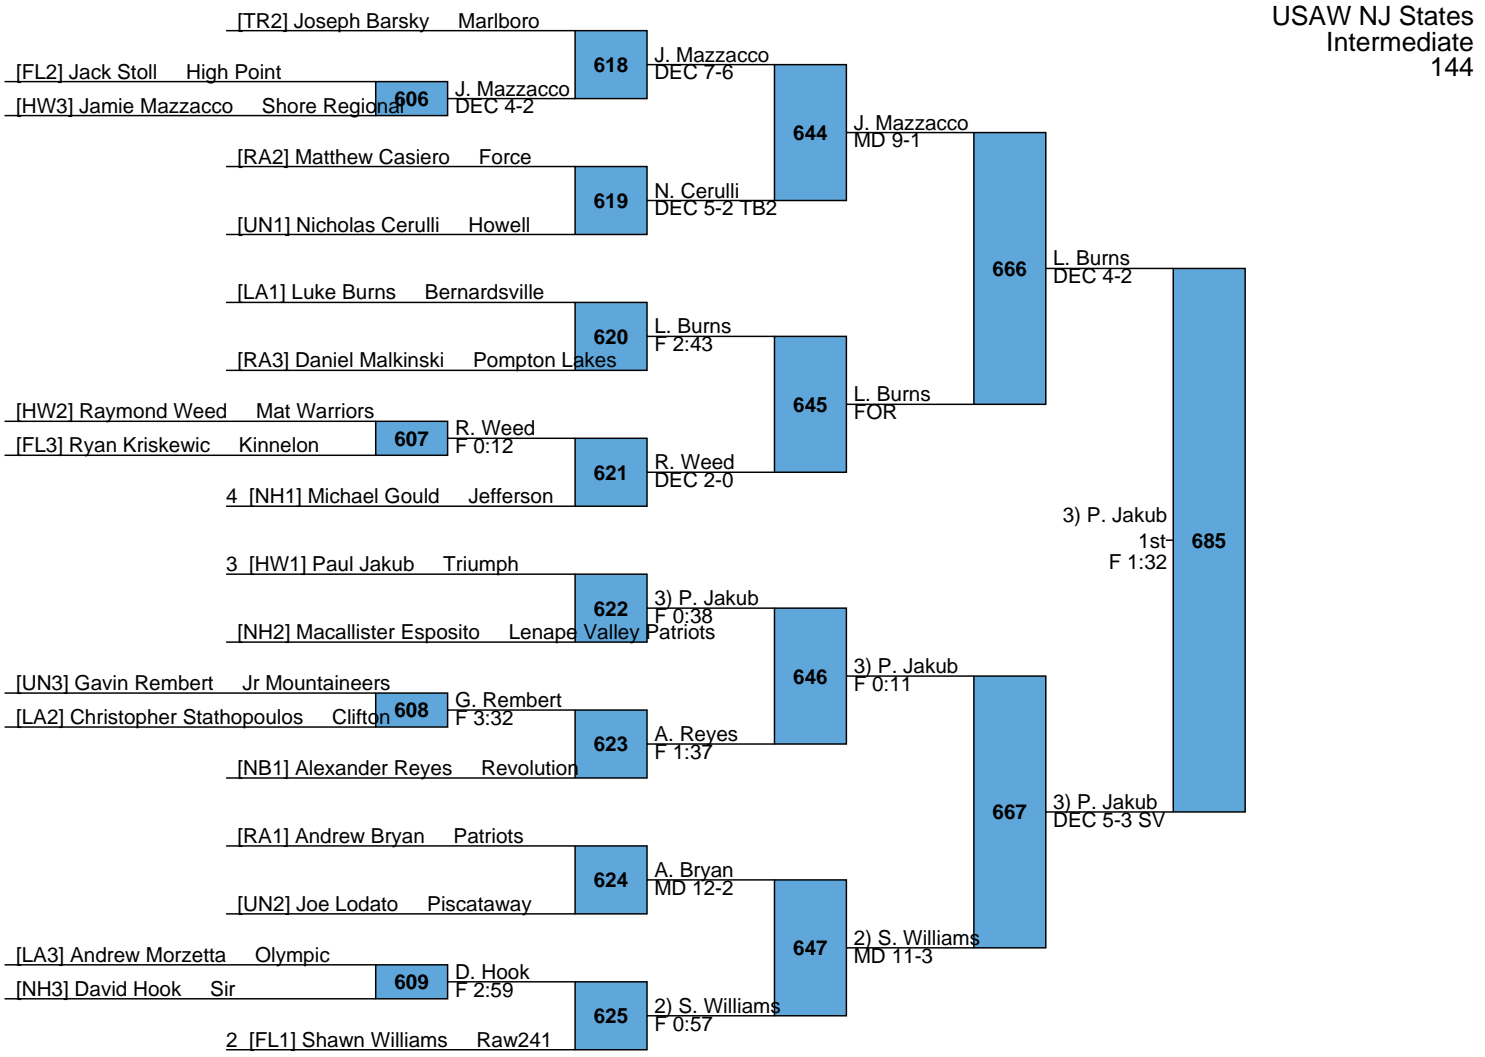 USAW NJ States
Intermediate
144
[TR2] Joseph Barsky Marlboro
[FL2] Jack Stoll High Point
[HW3] Jamie Mazzacco Shore Regional
606
J. Mazzacco
DEC 4-2
618
J. Mazzacco
DEC 7-6
[RA2] Matthew Casiero Force
[UN1] Nicholas Cerulli Howell
619
N. Cerulli
DEC 5-2 TB2
644
J. Mazzacco
MD 9-1
[LA1] Luke Burns Bernardsville
[RA3] Daniel Malkinski Pompton Lakes
620
L. Burns
F 2:43
[HW2] Raymond Weed Mat Warriors
[FL3] Ryan Kriskewic Kinnelon
607
R. Weed
F 0:12
4 [NH1] Michael Gould Jefferson
621
R. Weed
DEC 2-0
645
L. Burns
FOR
666
L. Burns
DEC 4-2
3 [HW1] Paul Jakub Triumph
[NH2] Macallister Esposito Lenape Valley Patriots
622
3) P. Jakub
F 0:38
[UN3] Gavin Rembert Jr Mountaineers
[LA2] Christopher Stathopoulos Clifton
608
G. Rembert
F 3:32
[NB1] Alexander Reyes Revolution
623
A. Reyes
F 1:37
646
3) P. Jakub
F 0:11
[RA1] Andrew Bryan Patriots
[UN2] Joe Lodato Piscataway
624
A. Bryan
MD 12-2
[LA3] Andrew Morzetta Olympic
[NH3] David Hook Sir
609
D. Hook
F 2:59
2 [FL1] Shawn Williams Raw241
625
2) S. Williams
F 0:57
647
2) S. Williams
MD 11-3
667
3) P. Jakub
DEC 5-3 SV
685
3) P. Jakub
1st
F 1:32